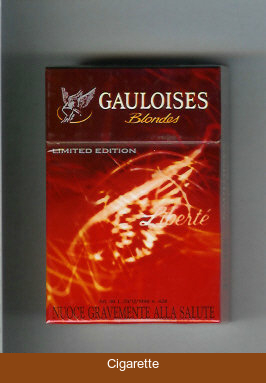 GAULOISES
Blondes
LIMITED EDITION
Liberté
NUOCE GRAVEMENTE ALLA SALUTE
Cigarette